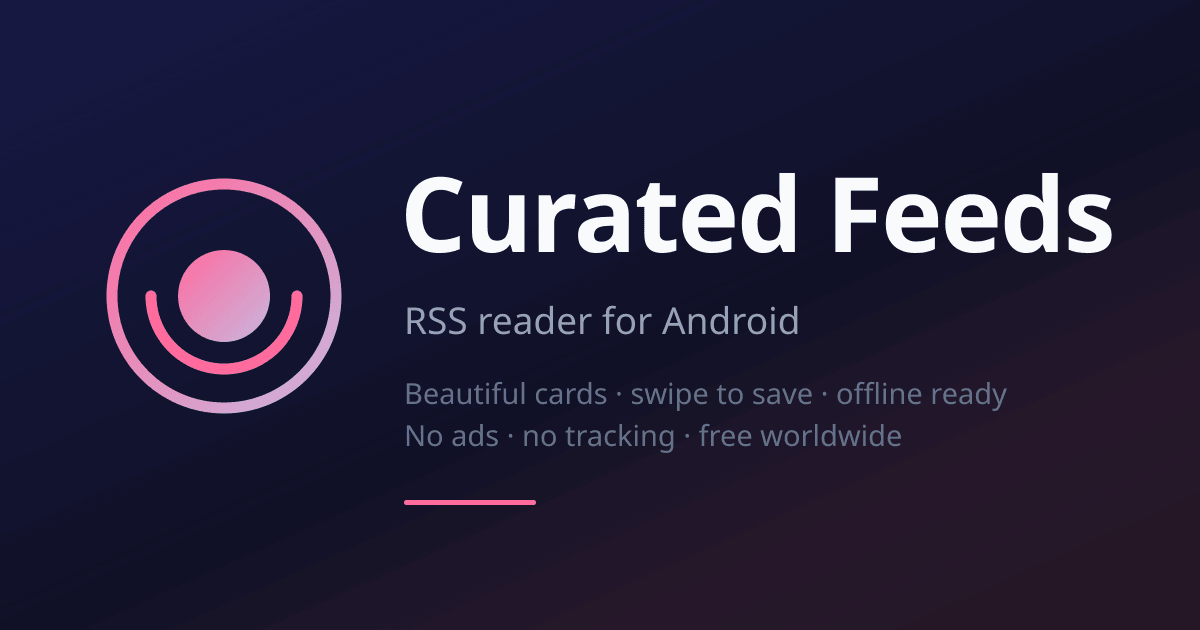 Curated Feeds
RSS reader for Android
Beautiful cards · swipe to save · offline ready
No ads · no tracking · free worldwide